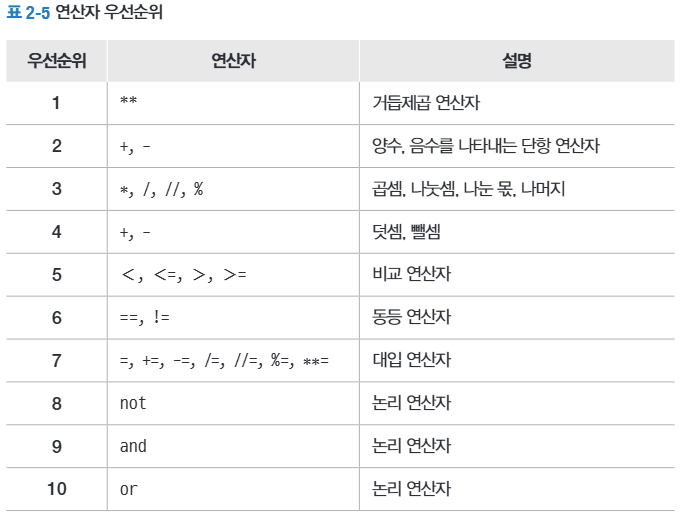 표 2-5 연산자 우선순위
우선순위 연산자 설명
1 ** 거듭제곱 연산자
2 +, - 양수, 음수를 나타내는 단항 연산자
3 *, /, //, % 곱셈, 나눗셈, 나눈 몫, 나머지
4 +, - 덧셈, 뺄셈
5 <, <=, >, >= 비교 연산자
6 ==, != 동등 연산자
7 =, +=, -=, /=, //=, %=, **= 대입 연산자
8 not 논리 연산자
9 and 논리 연산자
10 or 논리 연산자